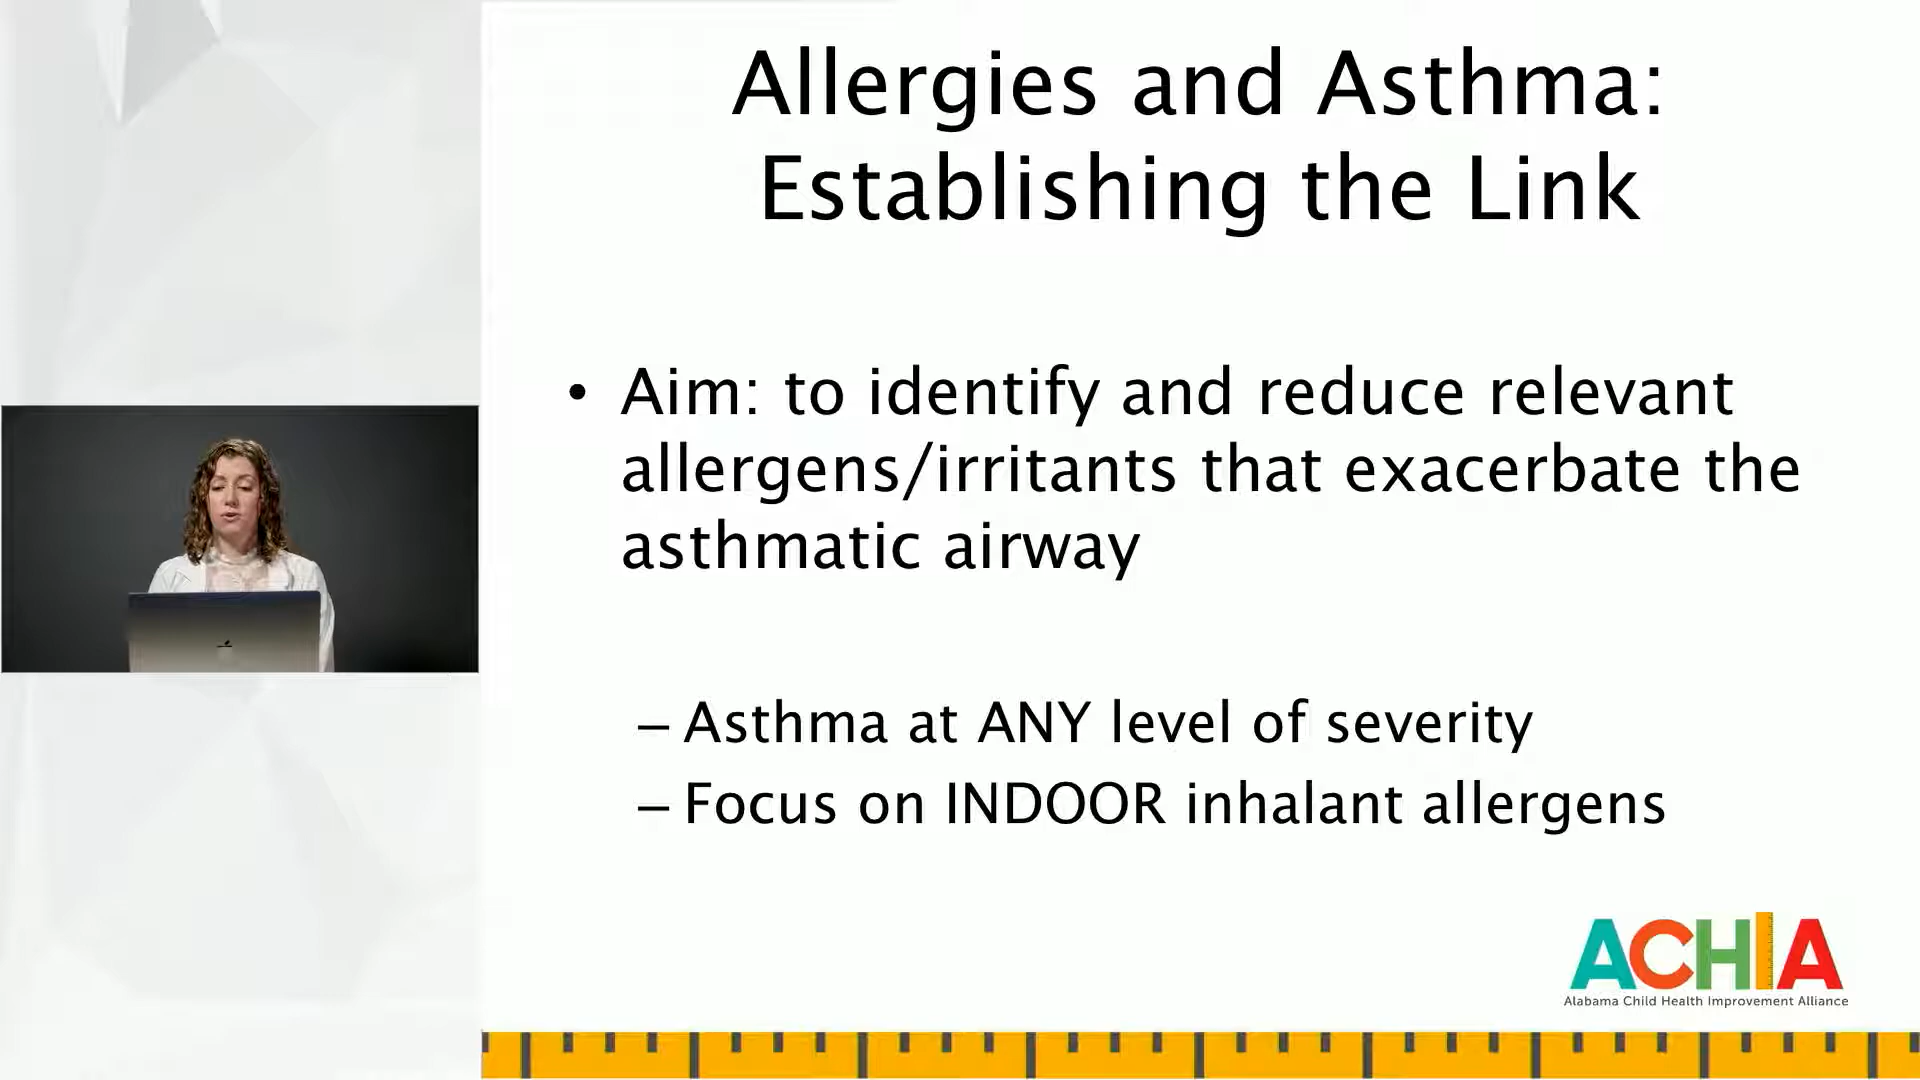 Allergies and Asthma:
Establishing the Link
• Aim: to identify and reduce relevant
allergens/irritants that exacerbate the
asthmatic airway
– Asthma at ANY level of severity
– Focus on INDOOR inhalant allergens
ACHIA
Alabama Child Health Improvement Alliance